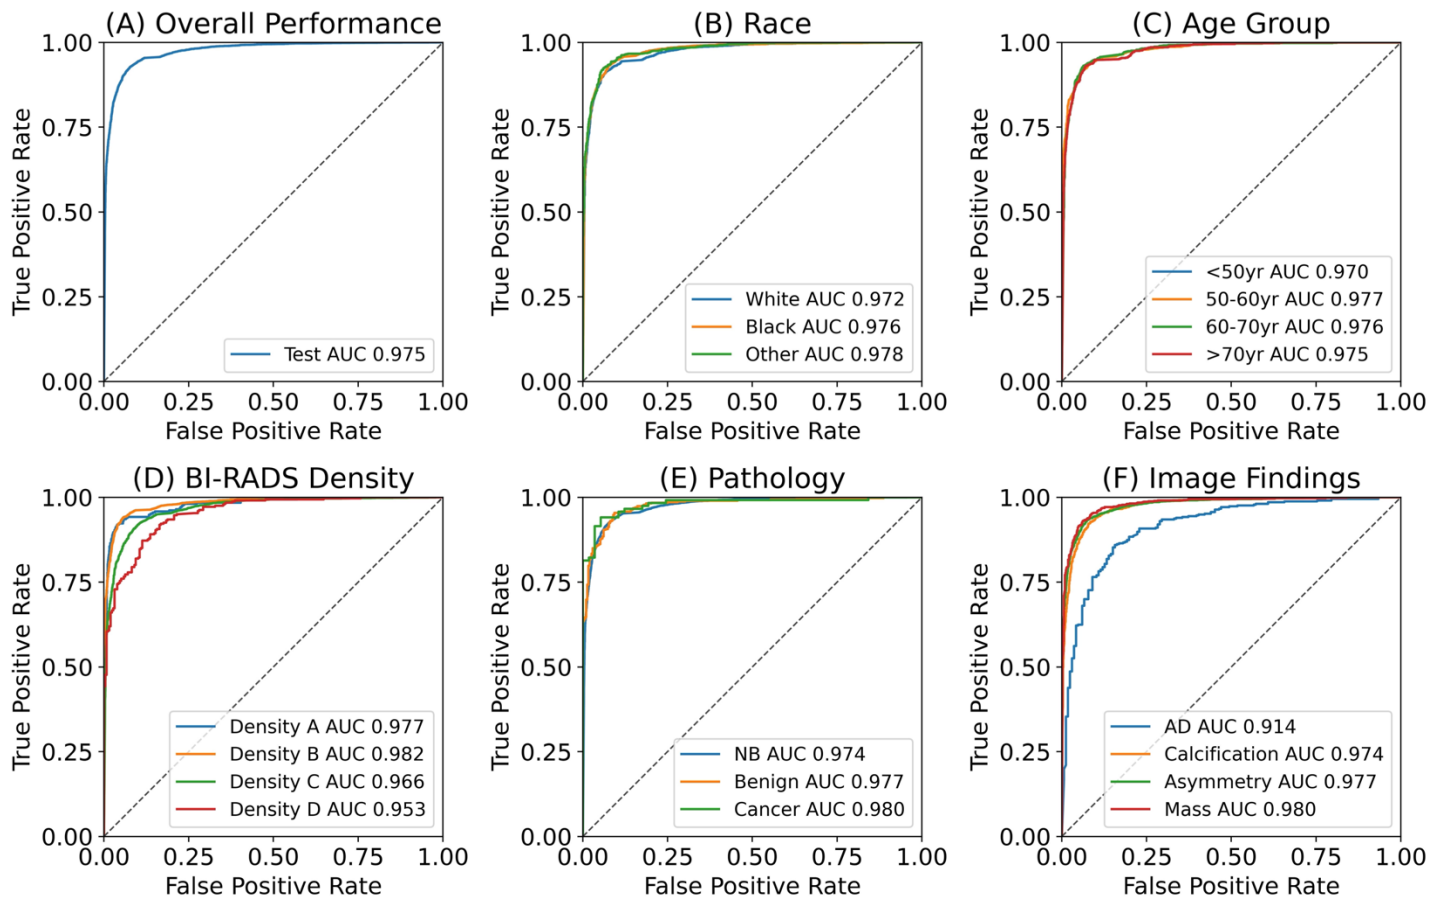 (A) Overall Performance
True Positive Rate
1.00
0.75
0.50
0.25
0.00
Test AUC 0.975
0.00 0.25 0.50 0.75 1.00
False Positive Rate
(B) Race
True Positive Rate
1.00
0.75
0.50
0.25
0.00
White AUC 0.972
Black AUC 0.976
Other AUC 0.978
0.00 0.25 0.50 0.75 1.00
False Positive Rate
(C) Age Group
True Positive Rate
1.00
0.75
0.50
0.25
0.00
<50yr AUC 0.970
50-60yr AUC 0.977
60-70yr AUC 0.976
>70yr AUC 0.975
0.00 0.25 0.50 0.75 1.00
False Positive Rate
(D) BI-RADS Density
True Positive Rate
1.00
0.75
0.50
0.25
0.00
Density A AUC 0.977
Density B AUC 0.982
Density C AUC 0.966
Density D AUC 0.953
0.00 0.25 0.50 0.75 1.00
False Positive Rate
(E) Pathology
True Positive Rate
1.00
0.75
0.50
0.25
0.00
NB AUC 0.974
Benign AUC 0.977
Cancer AUC 0.980
0.00 0.25 0.50 0.75 1.00
False Positive Rate
(F) Image Findings
True Positive Rate
1.00
0.75
0.50
0.25
0.00
AD AUC 0.914
Calcification AUC 0.974
Asymmetry AUC 0.977
Mass AUC 0.980
0.00 0.25 0.50 0.75 1.00
False Positive Rate